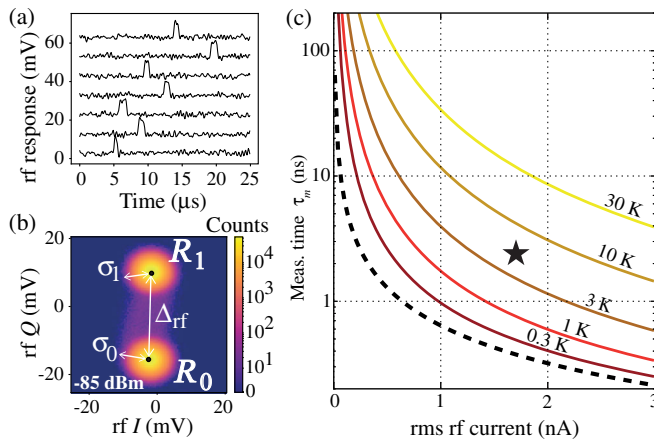 (a)
rf response (mV)
60
40
20
0
0 5 10 15 20 25
Time (μs)
(b)
Counts
rf Q (mV)
20
0
-20
σ1
R1
Δrf
σ0
R0
-85 dBm
-20 0 20
rf I (mV)
10^4
10^3
10^2
10^1
0
(c)
Meas. time τm (ns)
100
10
1
30 K
10 K
3 K
1 K
0.3 K
0 1 2 3
rms rf current (nA)